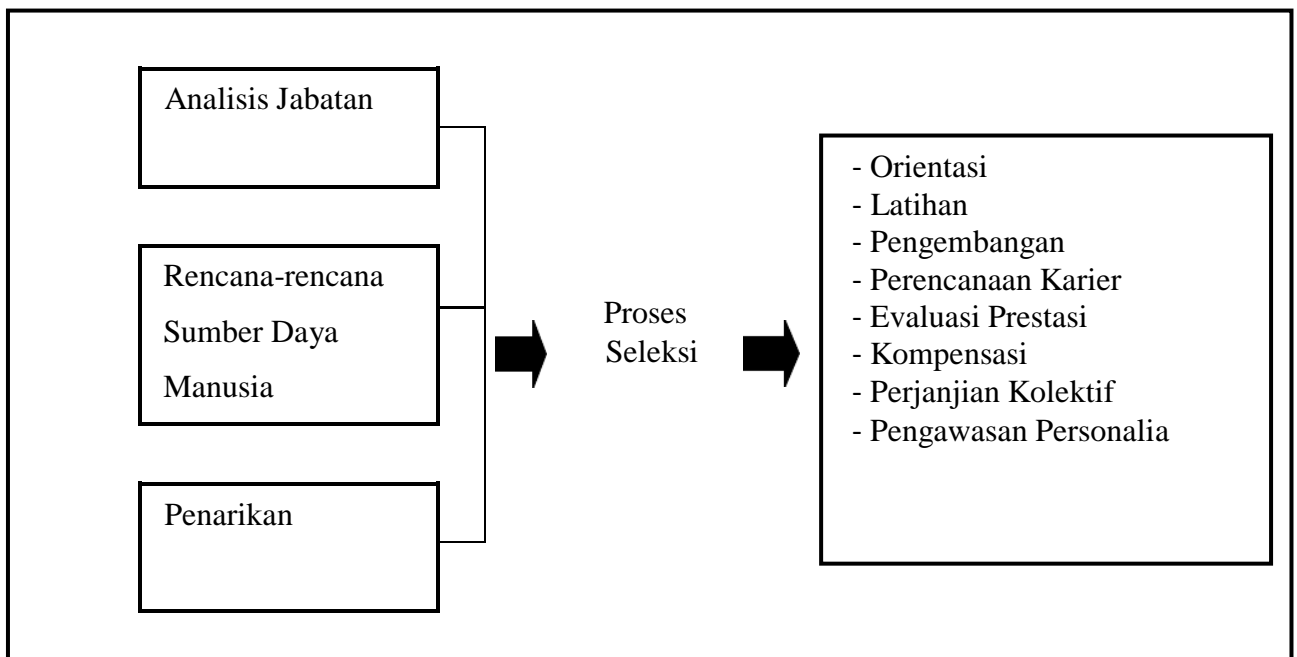 Analisis Jabatan
Rencana-rencana
Sumber Daya
Manusia
Penarikan
Proses
Seleksi
- Orientasi
- Latihan
- Pengembangan
- Perencanaan Karier
- Evaluasi Prestasi
- Kompensasi
- Perjanjian Kolektif
- Pengawasan Personalia